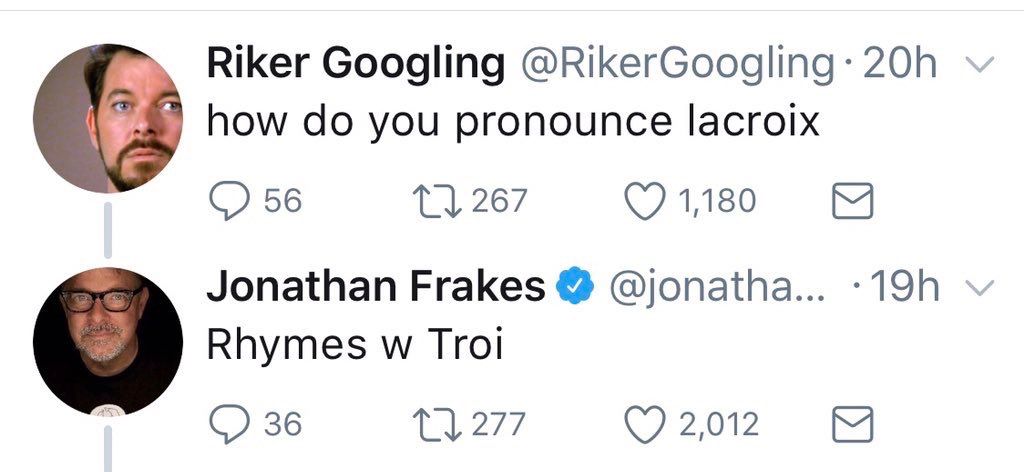 Riker Googling @RikerGoogling · 20h
how do you pronounce lacroix
56 267 1,180
Jonathan Frakes @jonatha... · 19h
Rhymes w Troi
36 277 2,012